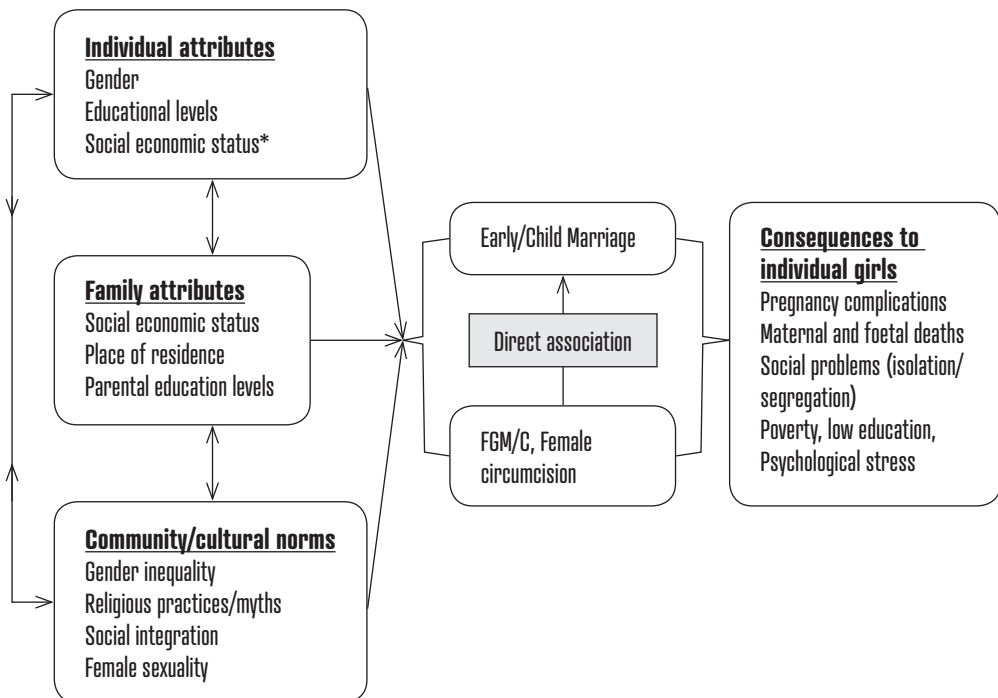 Individual attributes
Gender
Educational levels
Social economic status*
Family attributes
Social economic status
Place of residence
Parental education levels
Community/cultural norms
Gender inequality
Religious practices/myths
Social integration
Female sexuality
Early/Child Marriage
Direct association
FGM/C, Female
circumcision
Consequences to
individual girls
Pregnancy complications
Maternal and foetal deaths
Social problems (isolation/
segregation)
Poverty, low education,
Psychological stress